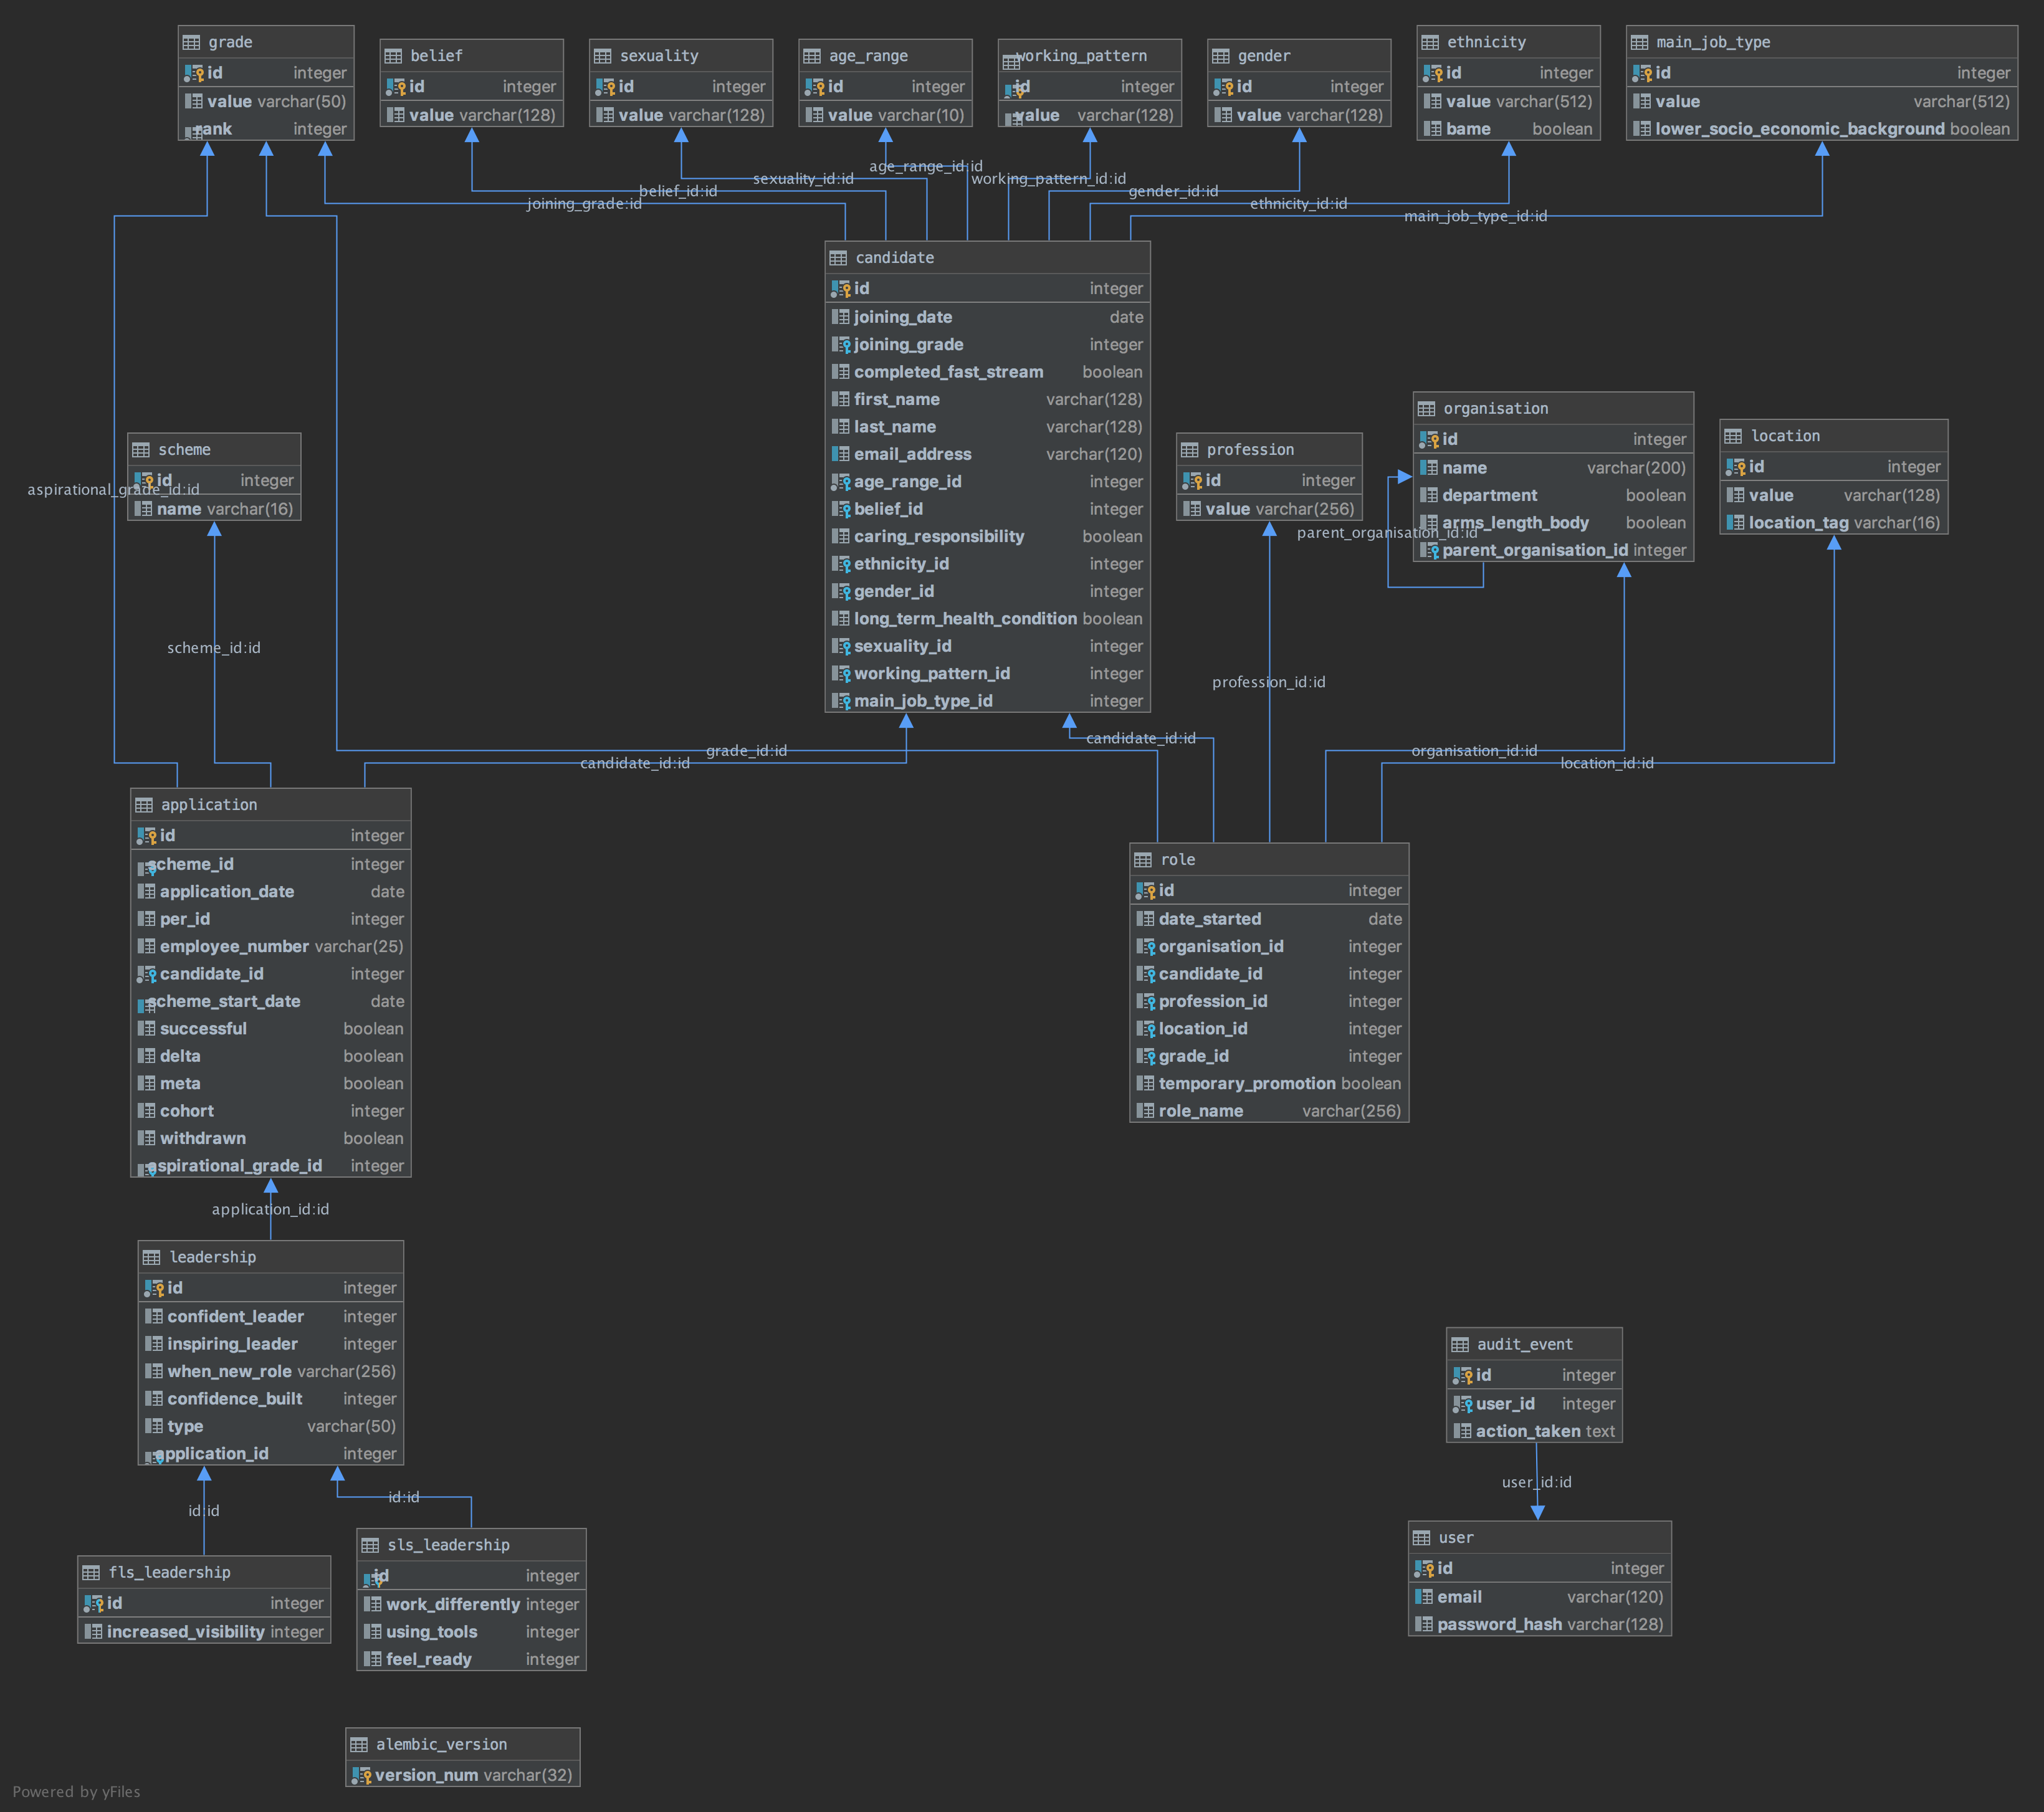 grade
id integer
value varchar(50)
rank integer
belief
id integer
value varchar(128)
sexuality
id integer
value varchar(128)
age_range
id integer
value varchar(10)
working_pattern
id integer
value varchar(128)
gender
id integer
value varchar(128)
ethnicity
id integer
value varchar(512)
bame boolean
main_job_type
id integer
value varchar(512)
lower_socio_economic_background boolean
age_range_id:id
sexuality_id:id
working_pattern_id:id
belief_id:id
gender_id:id
joining_grade:id
ethnicity_id:id
main_job_type_id:id
candidate
id integer
joining_date date
joining_grade integer
completed_fast_stream boolean
first_name varchar(128)
last_name varchar(128)
email_address varchar(120)
age_range_id integer
belief_id integer
caring_responsibility boolean
ethnicity_id integer
gender_id integer
long_term_health_condition boolean
sexuality_id integer
working_pattern_id integer
main_job_type_id integer
scheme
id integer
name varchar(16)
aspirational_grade_id:id
profession
id integer
value varchar(256)
organisation
id integer
name varchar(200)
department boolean
arms_length_body boolean
parent_organisation_id integer
parent_organisation_id:id
location
id integer
value varchar(128)
location_tag varchar(16)
scheme_id:id
profession_id:id
candidate_id:id
grade_id:id
organisation_id:id
candidate_id:id
location_id:id
application
id integer
scheme_id integer
application_date date
per_id integer
employee_number varchar(25)
candidate_id integer
scheme_start_date date
successful boolean
delta boolean
meta boolean
cohort integer
withdrawn boolean
aspirational_grade_id integer
role
id integer
date_started date
organisation_id integer
candidate_id integer
profession_id integer
location_id integer
grade_id integer
temporary_promotion boolean
role_name varchar(256)
application_id:id
leadership
id integer
confident_leader integer
inspiring_leader integer
when_new_role varchar(256)
confidence_built integer
type varchar(50)
application_id integer
id:id
id:id
fls_leadership
id integer
increased_visibility integer
sls_leadership
id integer
work_differently integer
using_tools integer
feel_ready integer
audit_event
id integer
user_id integer
action_taken text
user_id:id
user
id integer
email varchar(120)
password_hash varchar(128)
alembic_version
version_num varchar(32)
Powered by yFiles